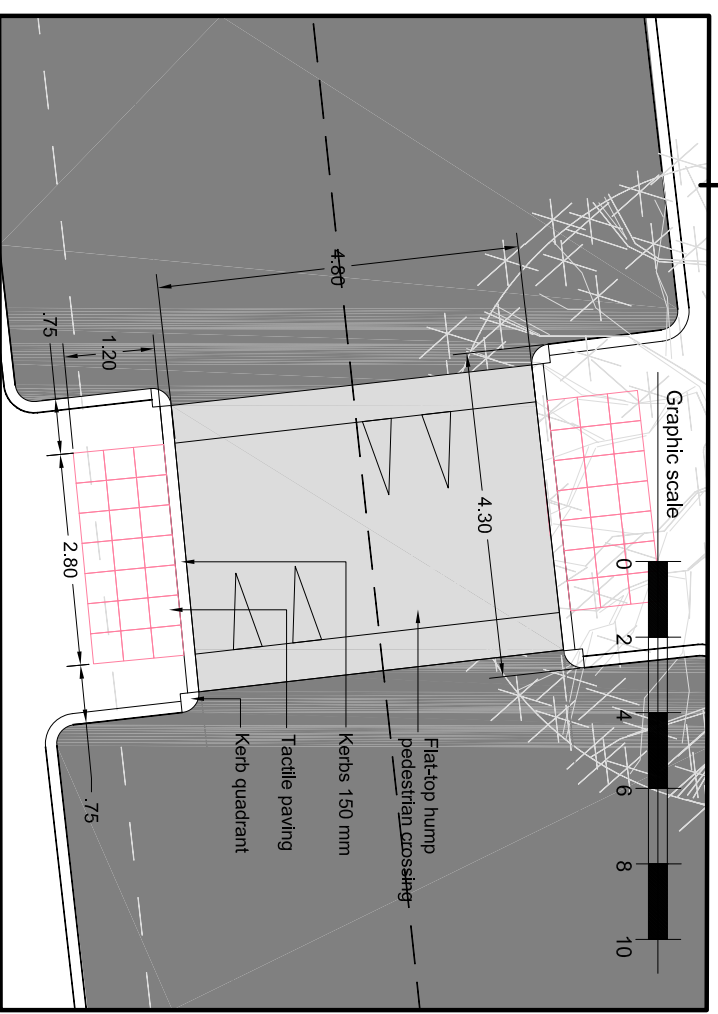 Graphic scale
0 2 4 6 8 10
4.80
4.30
1.20
.75
2.80
.75
Flat-top hump
pedestrian crossing
Kerbs 150 mm
Tactile paving
Kerb quadrant